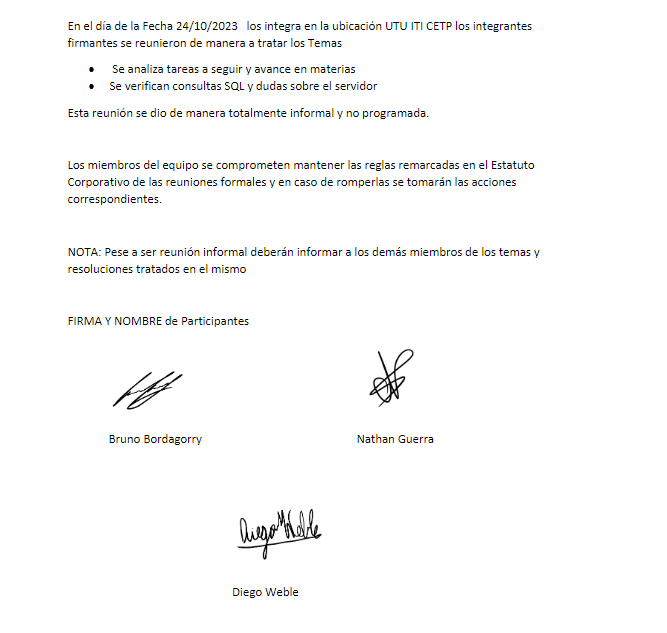 En el día de la Fecha 24/10/2023 los integra en la ubicación UTU ITI CETP los integrantes
firmantes se reunieron de manera a tratar los Temas
• Se analiza tareas a seguir y avance en materias
• Se verifican consultas SQL y dudas sobre el servidor
Esta reunión se dio de manera totalmente informal y no programada.
Los miembros del equipo se comprometen mantener las reglas remarcadas en el Estatuto
Corporativo de las reuniones formales y en caso de romperlas se tomarán las acciones
correspondientes.
NOTA: Pese a ser reunión informal deberán informar a los demás miembros de los temas y
resoluciones tratados en el mismo
FIRMA Y NOMBRE de Participantes
Bruno Bordagorry
Nathan Guerra
Diego Weble
Diego Weble